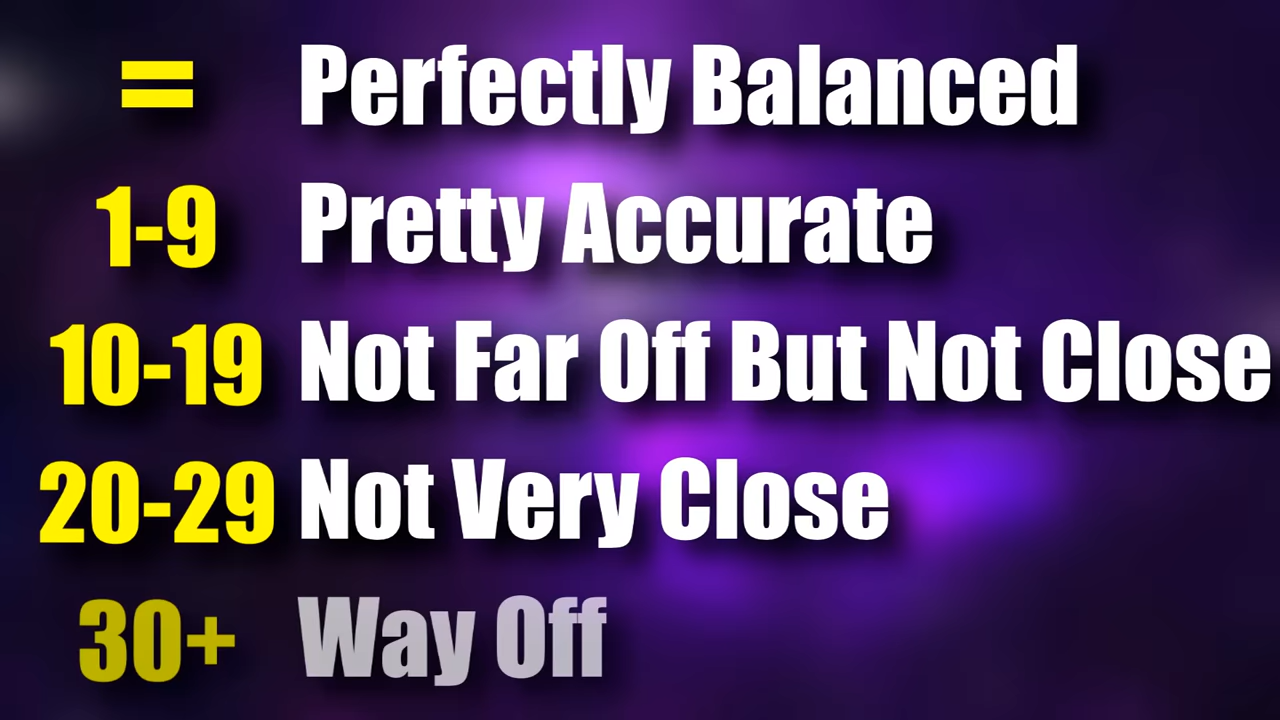 = Perfectly Balanced
1-9 Pretty Accurate
10-19 Not Far Off But Not Close
20-29 Not Very Close
30+ Way Off